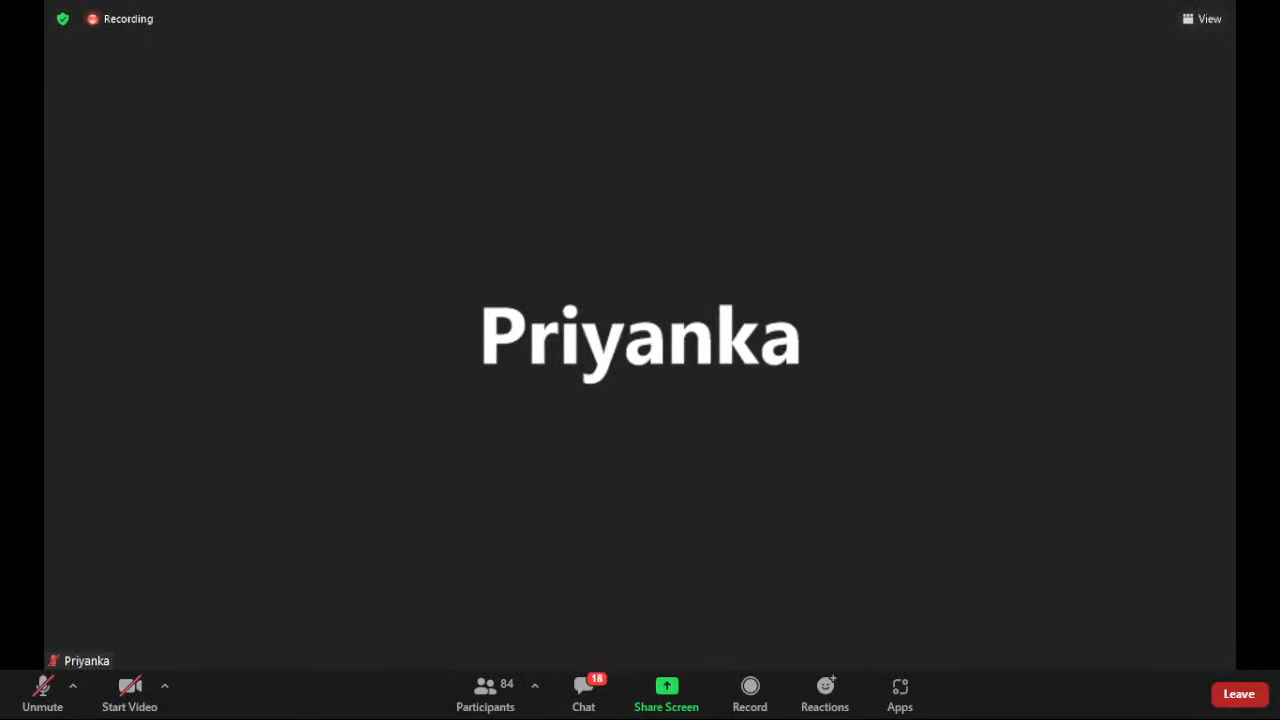 Recording
View
Priyanka
Priyanka
Unmute
Start Video
84
Participants
18
Chat
Share Screen
Record
Reactions
Apps
Leave